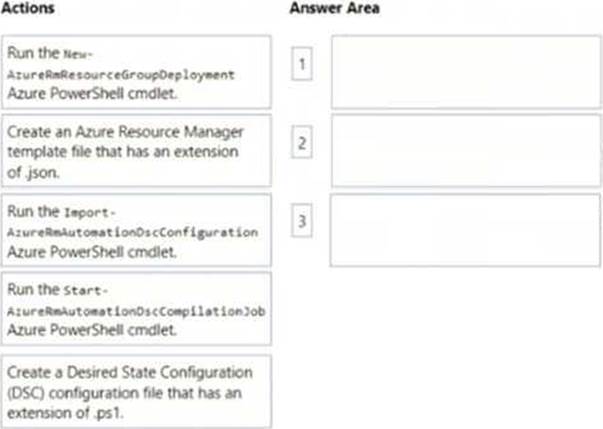 Actions
Answer Area
Run the New-
AzureRmResourceGroupDeployment
Azure PowerShell cmdlet.
1
Create an Azure Resource Manager
template file that has an extension
of .json.
2
Run the Import-
AzureRmAutomationDscConfiguration
Azure PowerShell cmdlet.
3
Run the Start-
AzureRmAutomationDscCompilationJob
Azure PowerShell cmdlet.
Create a Desired State Configuration
(DSC) configuration file that has an
extension of .ps1.